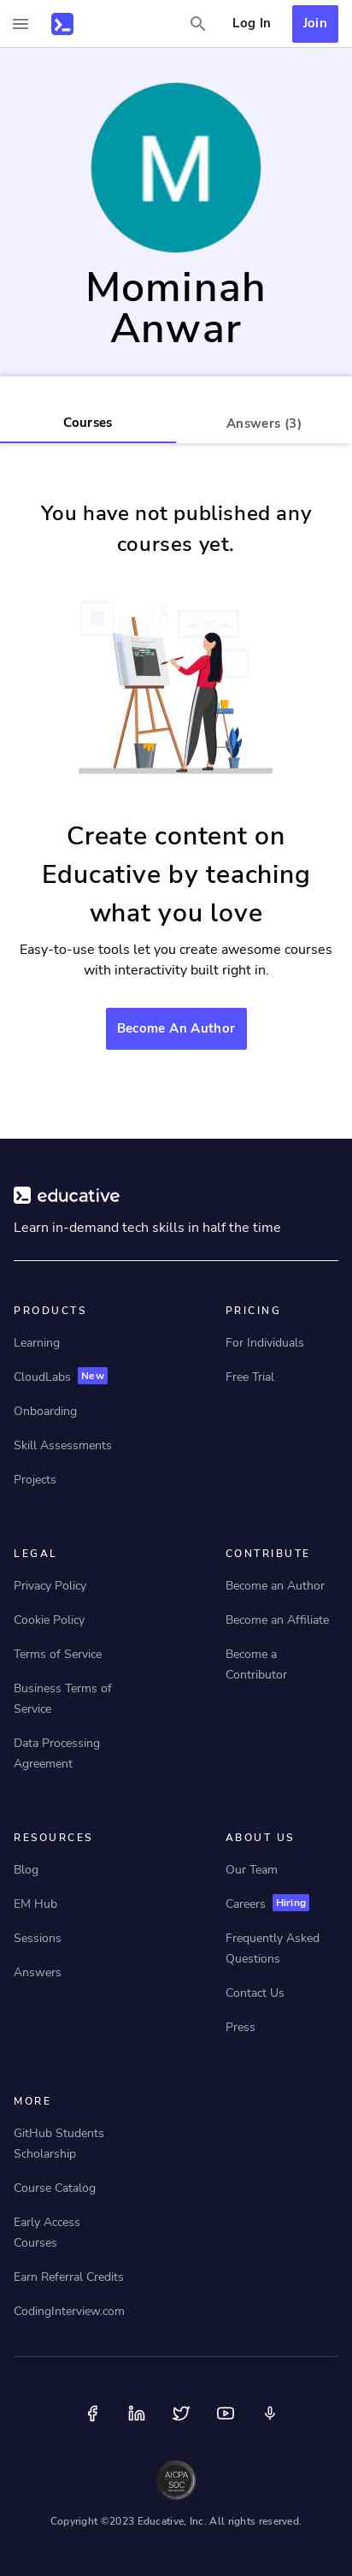 Log In
Join
M
Mominah
Anwar
Courses
Answers (3)
You have not published any
courses yet.
Create content on
Educative by teaching
what you love
Easy-to-use tools let you create awesome courses
with interactivity built right in.
Become An Author
educative
Learn in-demand tech skills in half the time
PRODUCTS
Learning
CloudLabs New
Onboarding
Skill Assessments
Projects
PRICING
For Individuals
Free Trial
LEGAL
Privacy Policy
Cookie Policy
Terms of Service
Business Terms of
Service
Data Processing
Agreement
CONTRIBUTE
Become an Author
Become an Affiliate
Become a
Contributor
RESOURCES
Blog
EM Hub
Sessions
Answers
ABOUT US
Our Team
Careers Hiring
Frequently Asked
Questions
Contact Us
Press
MORE
GitHub Students
Scholarship
Course Catalog
Early Access
Courses
Earn Referral Credits
CodingInterview.com
AICPA
SOC
Copyright ©2023 Educative, Inc. All rights reserved.